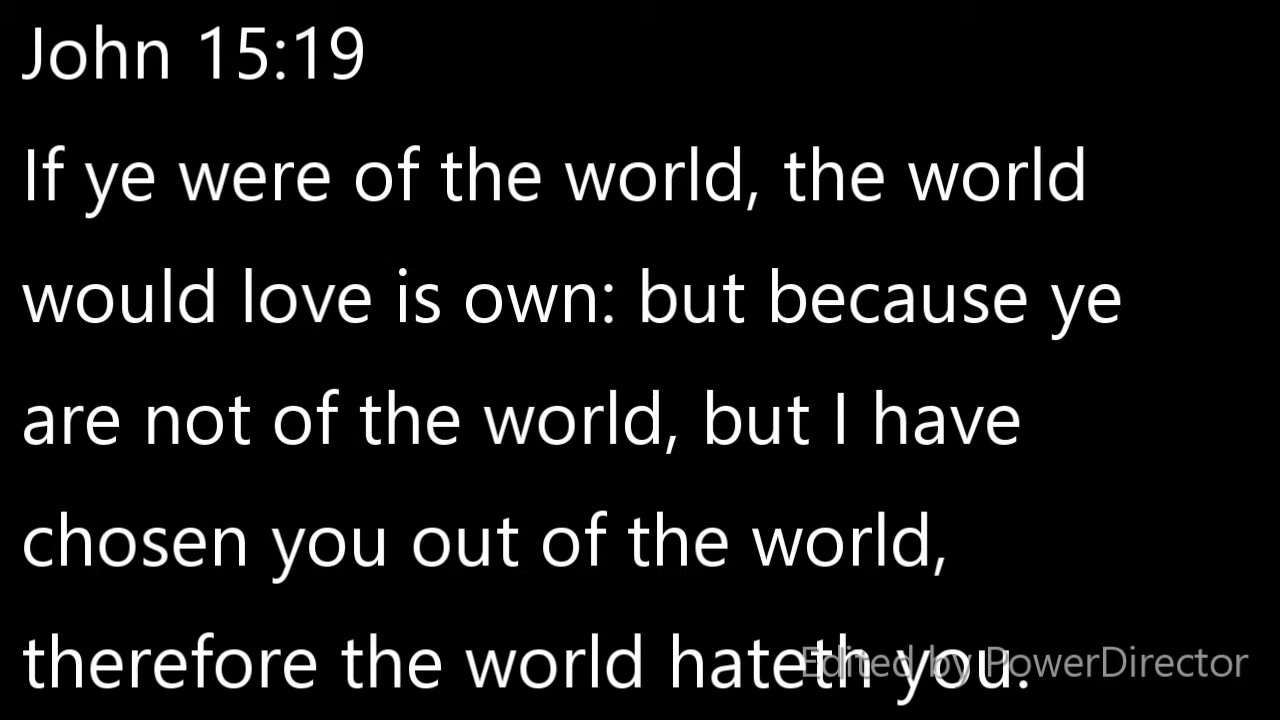 John 15:19
If ye were of the world, the world
would love is own: but because ye
are not of the world, but I have
chosen you out of the world,
therefore the world hateth you.
Edited by PowerDirector